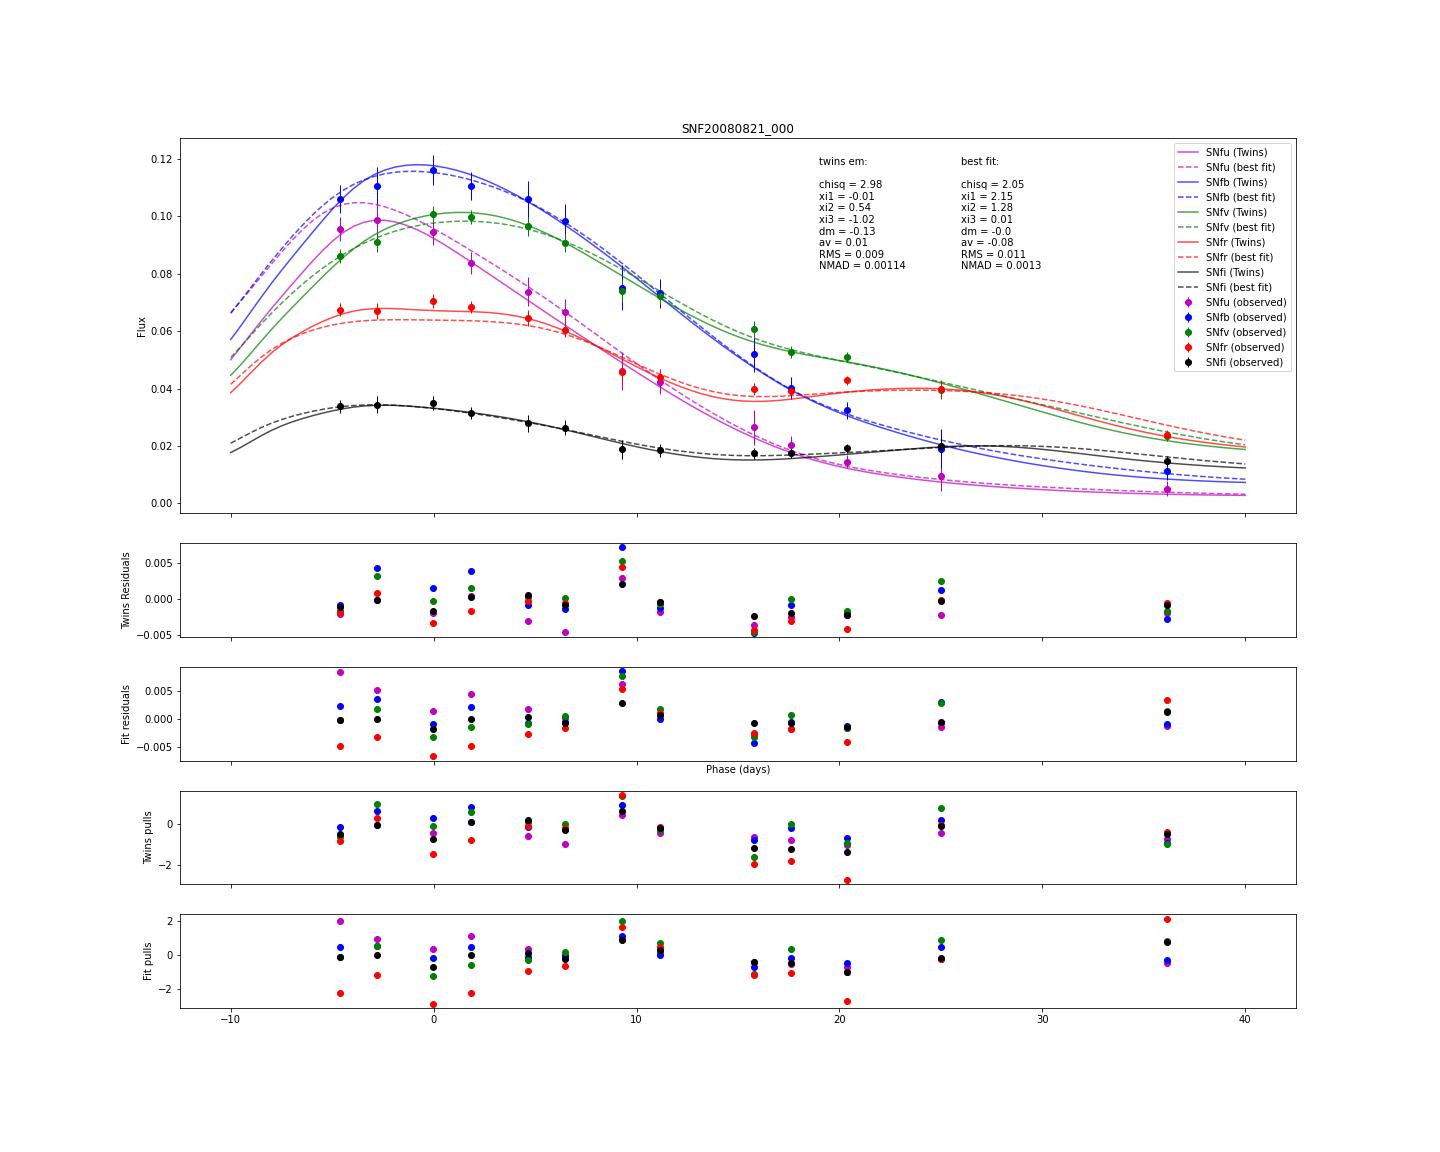 SNF20080821_000
0.12
0.10
0.08
0.06
0.04
0.02
0.00
Flux
twins em:
chisq = 2.98
xi1 = -0.01
xi2 = 0.54
xi3 = -1.02
dm = -0.13
av = 0.01
RMS = 0.009
NMAD = 0.00114
best fit:
chisq = 2.05
xi1 = 2.15
xi2 = 1.28
xi3 = 0.01
dm = -0.0
av = -0.08
RMS = 0.011
NMAD = 0.0013
SNfu (Twins)
SNfu (best fit)
SNfb (Twins)
SNfb (best fit)
SNfv (Twins)
SNfv (best fit)
SNfr (Twins)
SNfr (best fit)
SNfi (Twins)
SNfi (best fit)
SNfu (observed)
SNfb (observed)
SNfv (observed)
SNfr (observed)
SNfi (observed)
0.005
0.000
−0.005
Twins Residuals
0.005
0.000
−0.005
Fit residuals
Phase (days)
0
−2
Twins pulls
2
0
−2
Fit pulls
−10
0
10
20
30
40